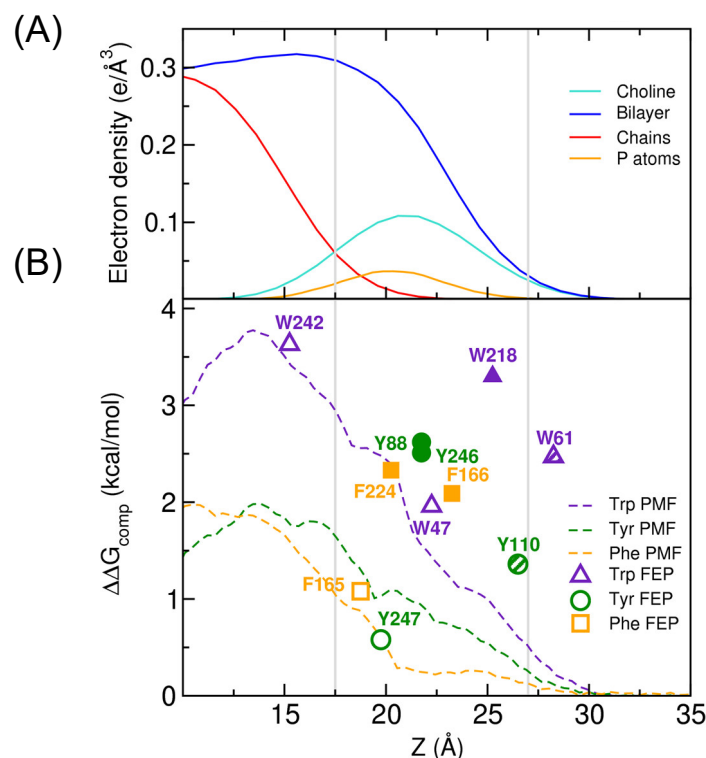 (A)
Electron density (e/Å³)
0.3
0.2
0.1
Choline
Bilayer
Chains
P atoms
(B)
ΔΔG_comp (kcal/mol)
4
3
2
1
0
W242
W218
Y88
Y246
W61
F224
F166
W47
Y110
F165
Y247
Trp PMF
Tyr PMF
Phe PMF
Trp FEP
Tyr FEP
Phe FEP
15 20 25 30 35
Z (Å)